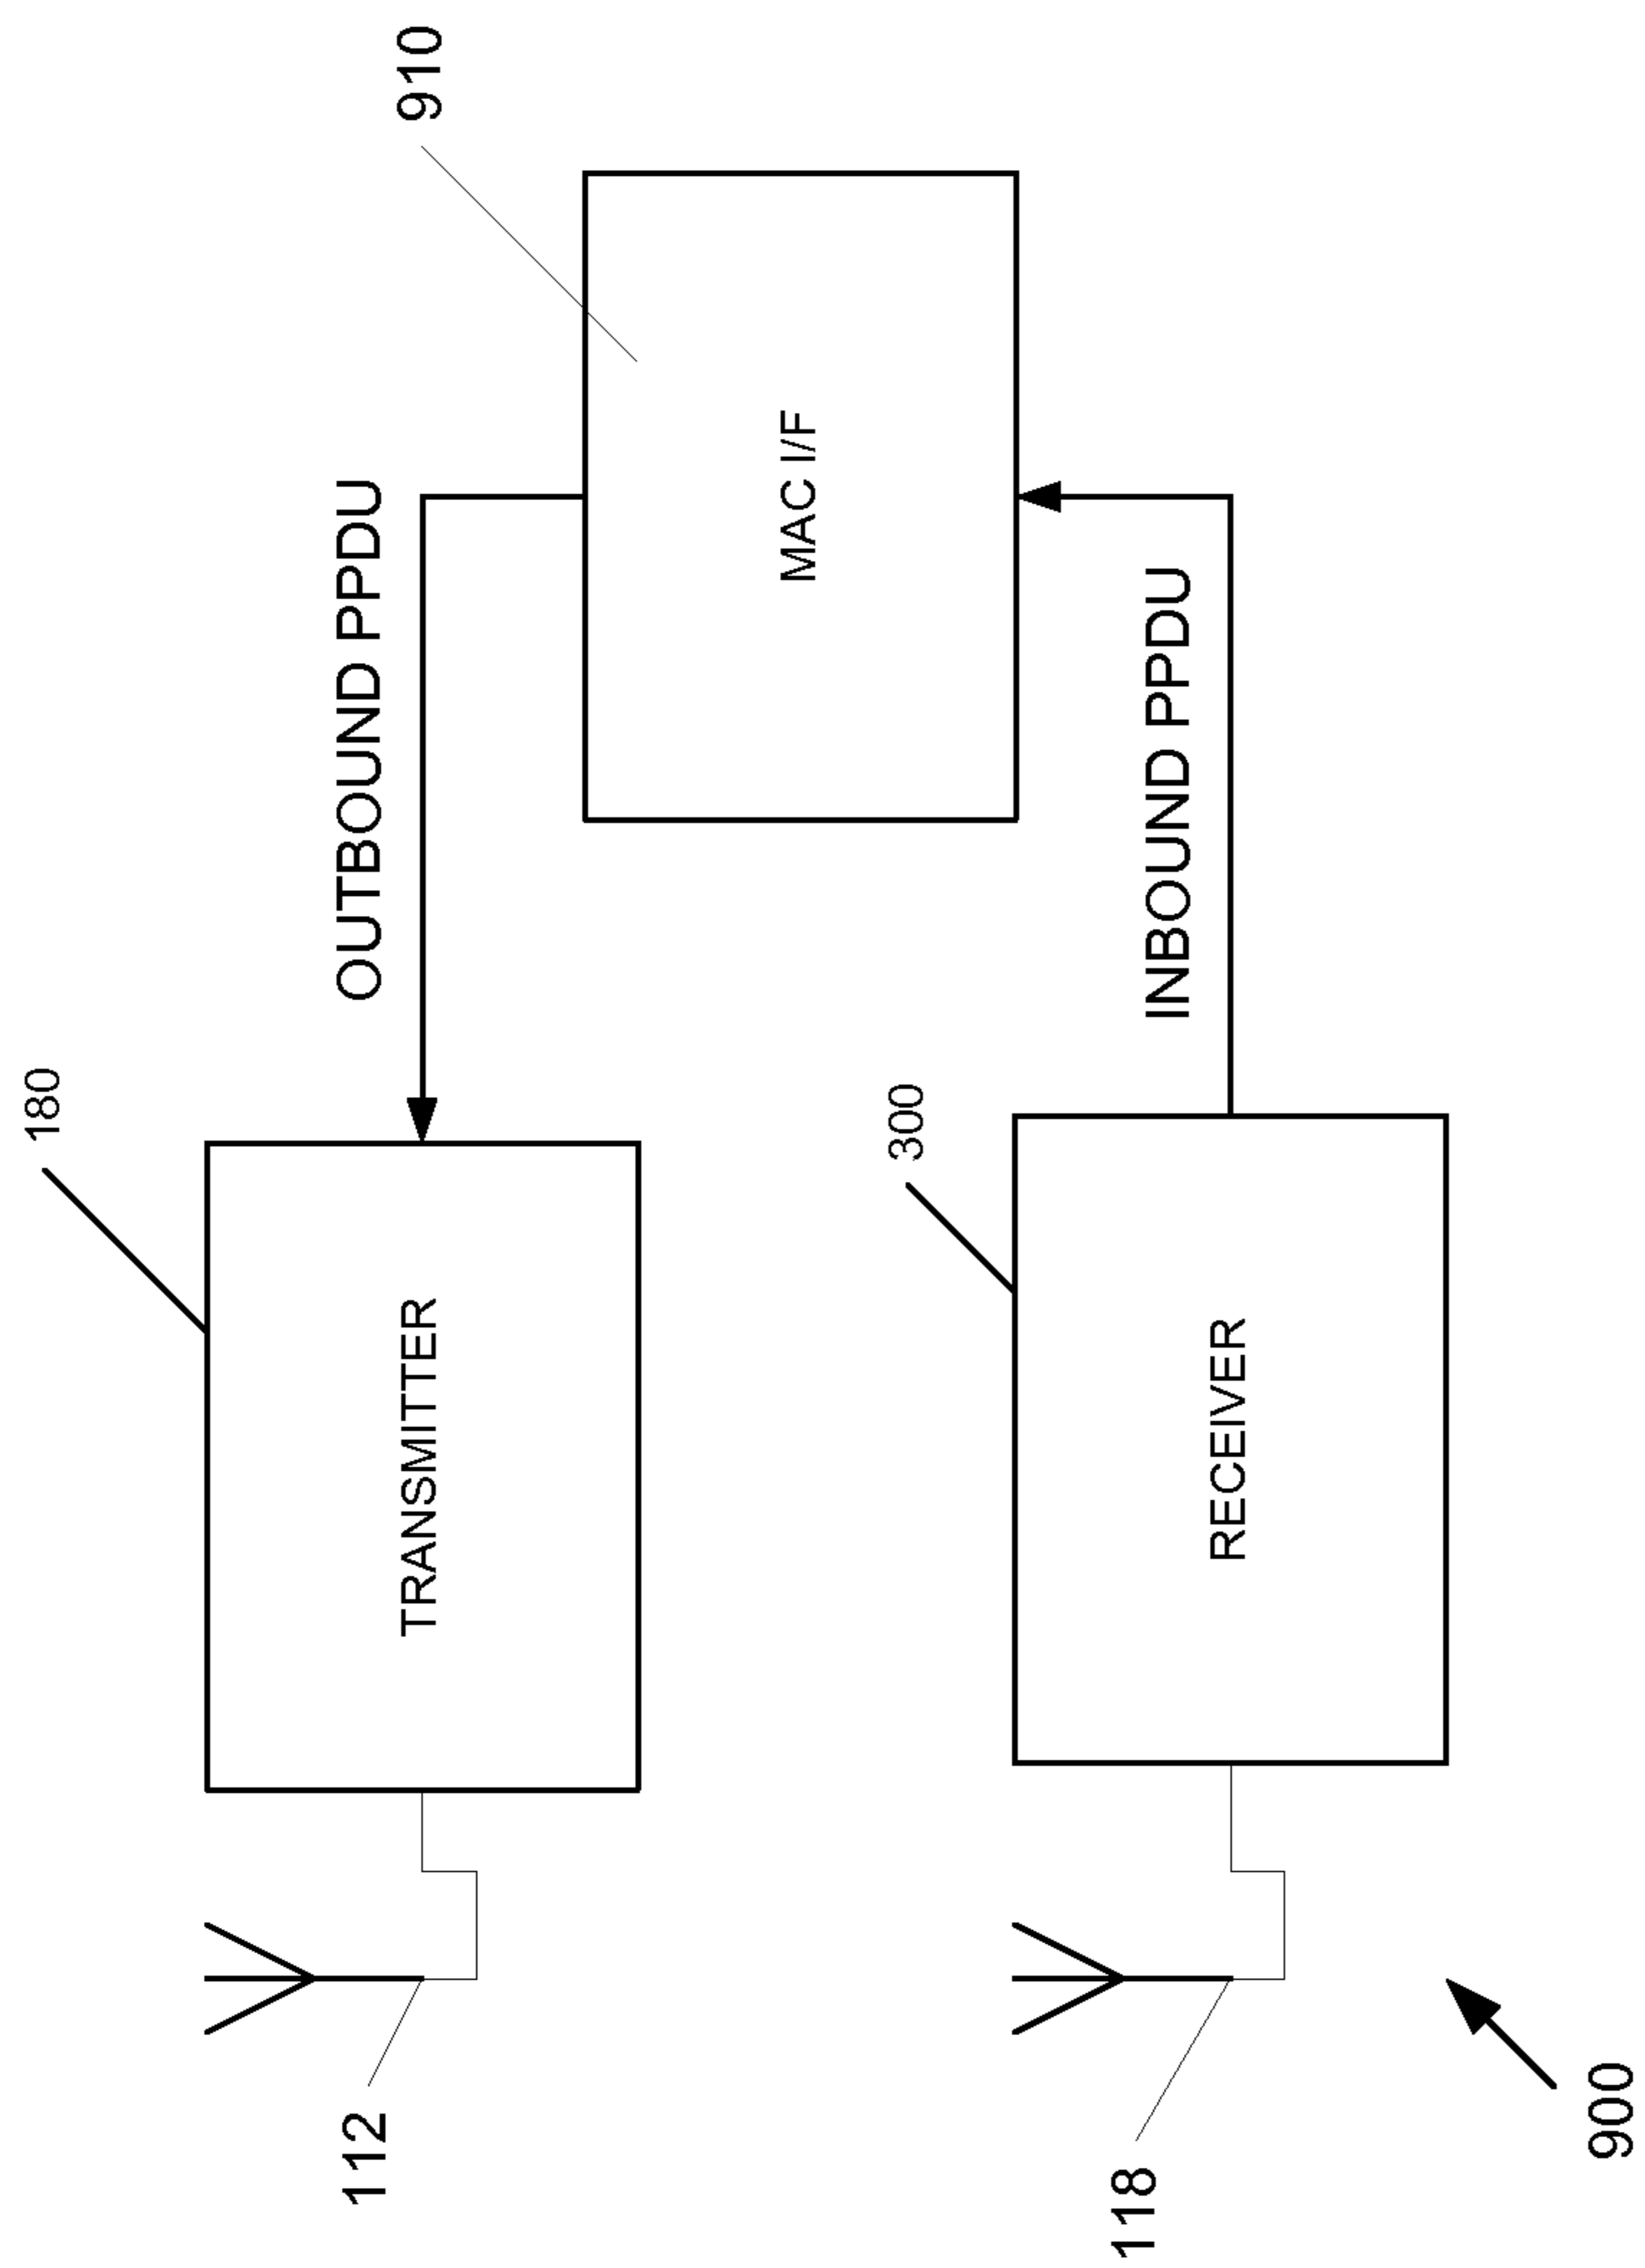 180
OUTBOUND PPDU
910
TRANSMITTER
112
MAC I/F
300
INBOUND PPDU
RECEIVER
118
900